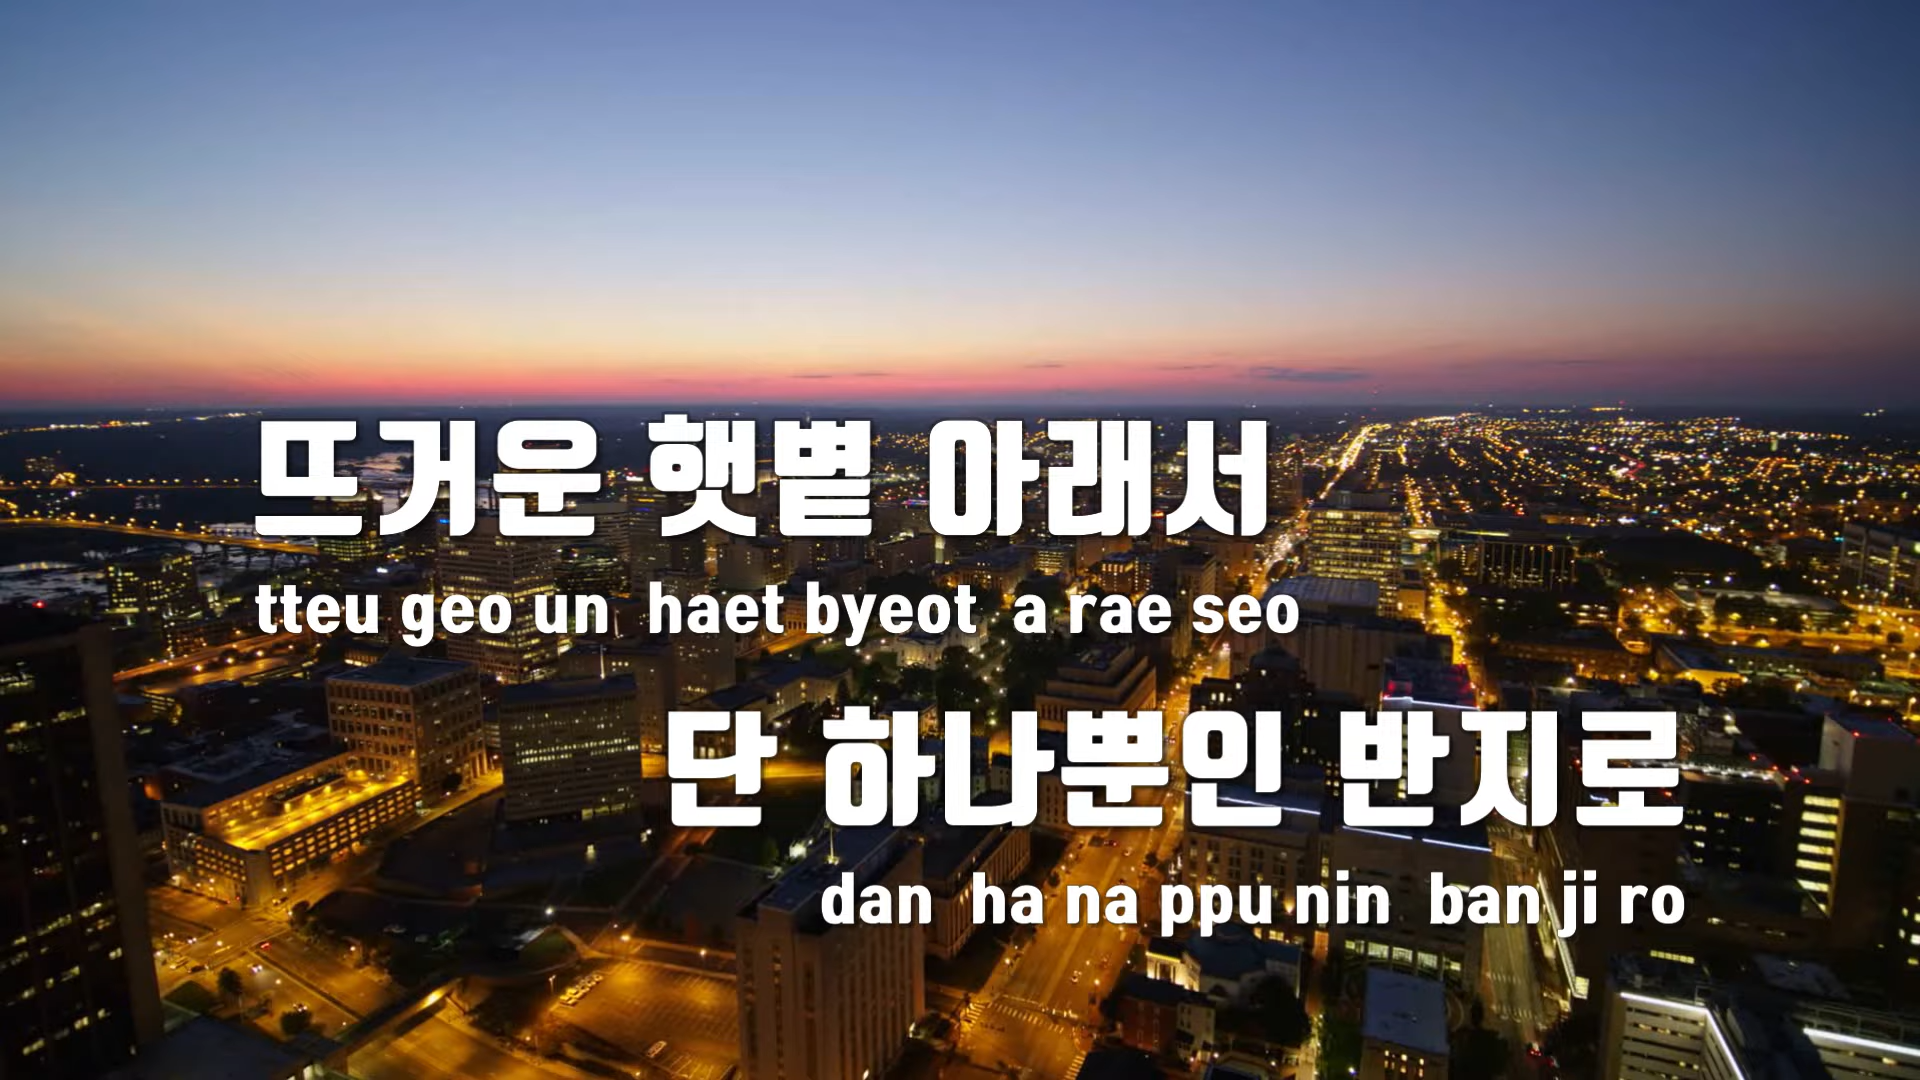 뜨거운 햇볕 아래서
tteu geo un haet byeot a rae seo
단 하나뿐인 반지로
dan ha na ppu nin ban ji ro